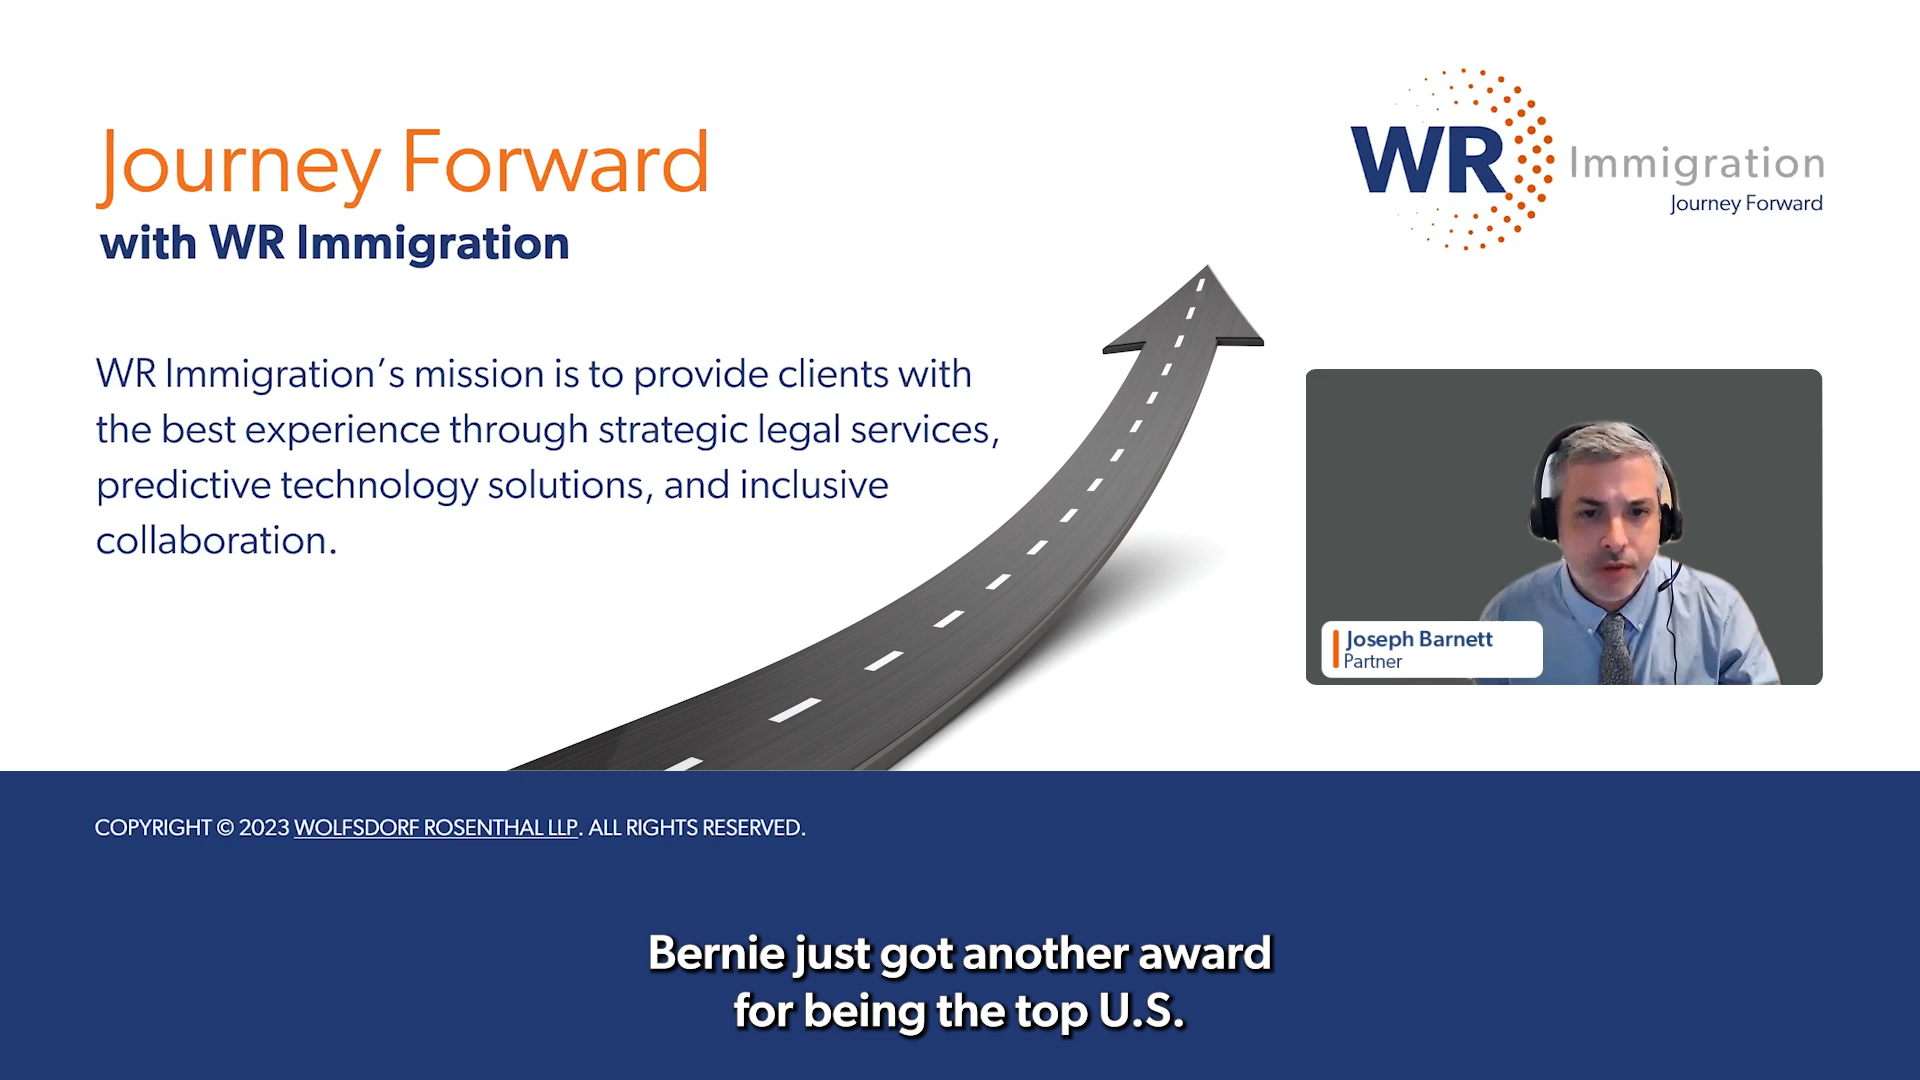 Journey Forward
with WR Immigration
WR Immigration
Journey Forward
WR Immigration’s mission is to provide clients with
the best experience through strategic legal services,
predictive technology solutions, and inclusive
collaboration.
Joseph Barnett
Partner
COPYRIGHT © 2023 WOLFSDORF ROSENTHAL LLP. ALL RIGHTS RESERVED.
Bernie just got another award
for being the top U.S.